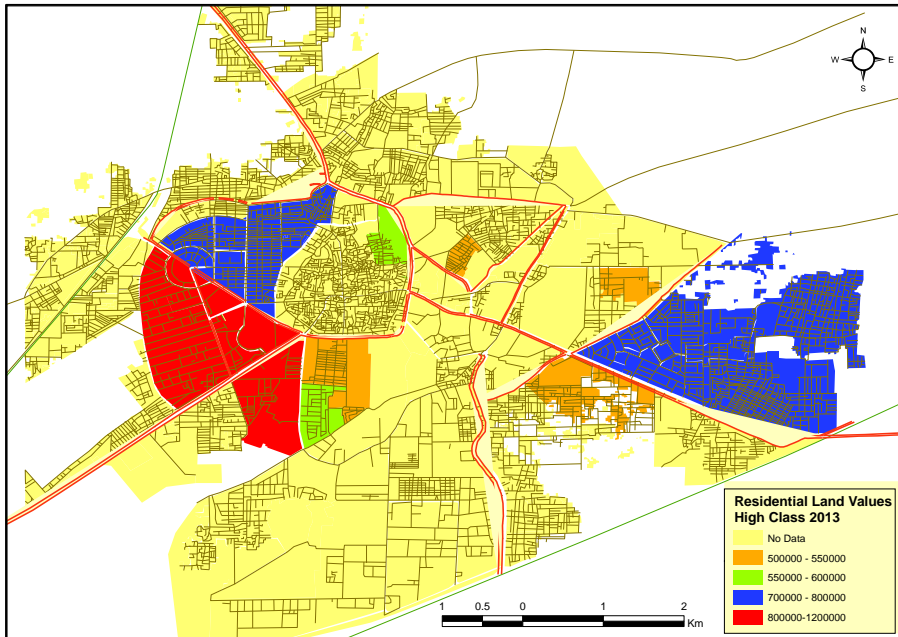 N
W E
S
Residential Land Values
High Class 2013
No Data
500000 - 550000
550000 - 600000
700000 - 800000
800000-1200000
1 0.5 0 1 2
Km